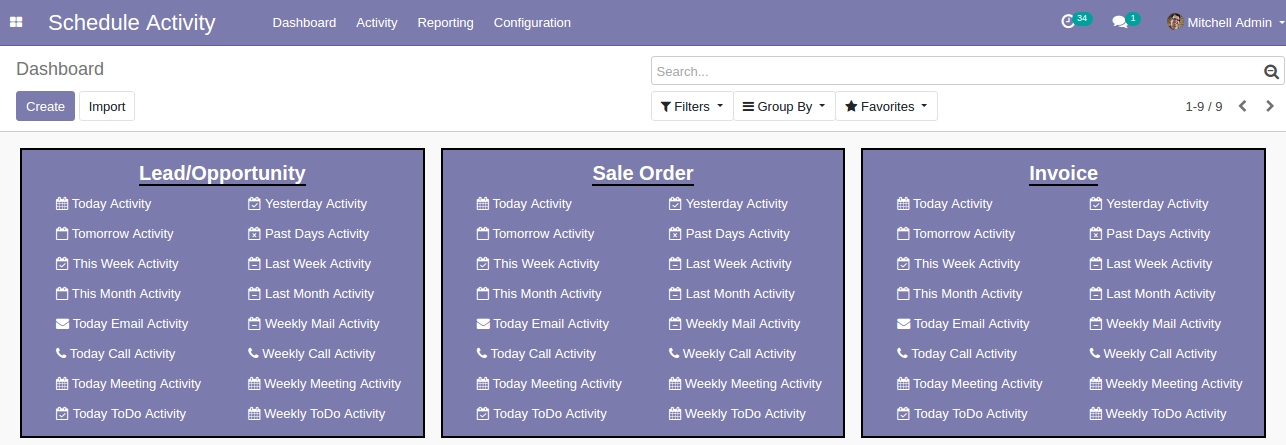 Schedule Activity Dashboard Activity Reporting Configuration 34 1 Mitchell Admin
Dashboard Search...
Create Import Filters Group By Favorites 1-9 / 9
Lead/Opportunity
Today Activity Yesterday Activity
Tomorrow Activity Past Days Activity
This Week Activity Last Week Activity
This Month Activity Last Month Activity
Today Email Activity Weekly Mail Activity
Today Call Activity Weekly Call Activity
Today Meeting Activity Weekly Meeting Activity
Today ToDo Activity Weekly ToDo Activity
Sale Order
Today Activity Yesterday Activity
Tomorrow Activity Past Days Activity
This Week Activity Last Week Activity
This Month Activity Last Month Activity
Today Email Activity Weekly Mail Activity
Today Call Activity Weekly Call Activity
Today Meeting Activity Weekly Meeting Activity
Today ToDo Activity Weekly ToDo Activity
Invoice
Today Activity Yesterday Activity
Tomorrow Activity Past Days Activity
This Week Activity Last Week Activity
This Month Activity Last Month Activity
Today Email Activity Weekly Mail Activity
Today Call Activity Weekly Call Activity
Today Meeting Activity Weekly Meeting Activity
Today ToDo Activity Weekly ToDo Activity